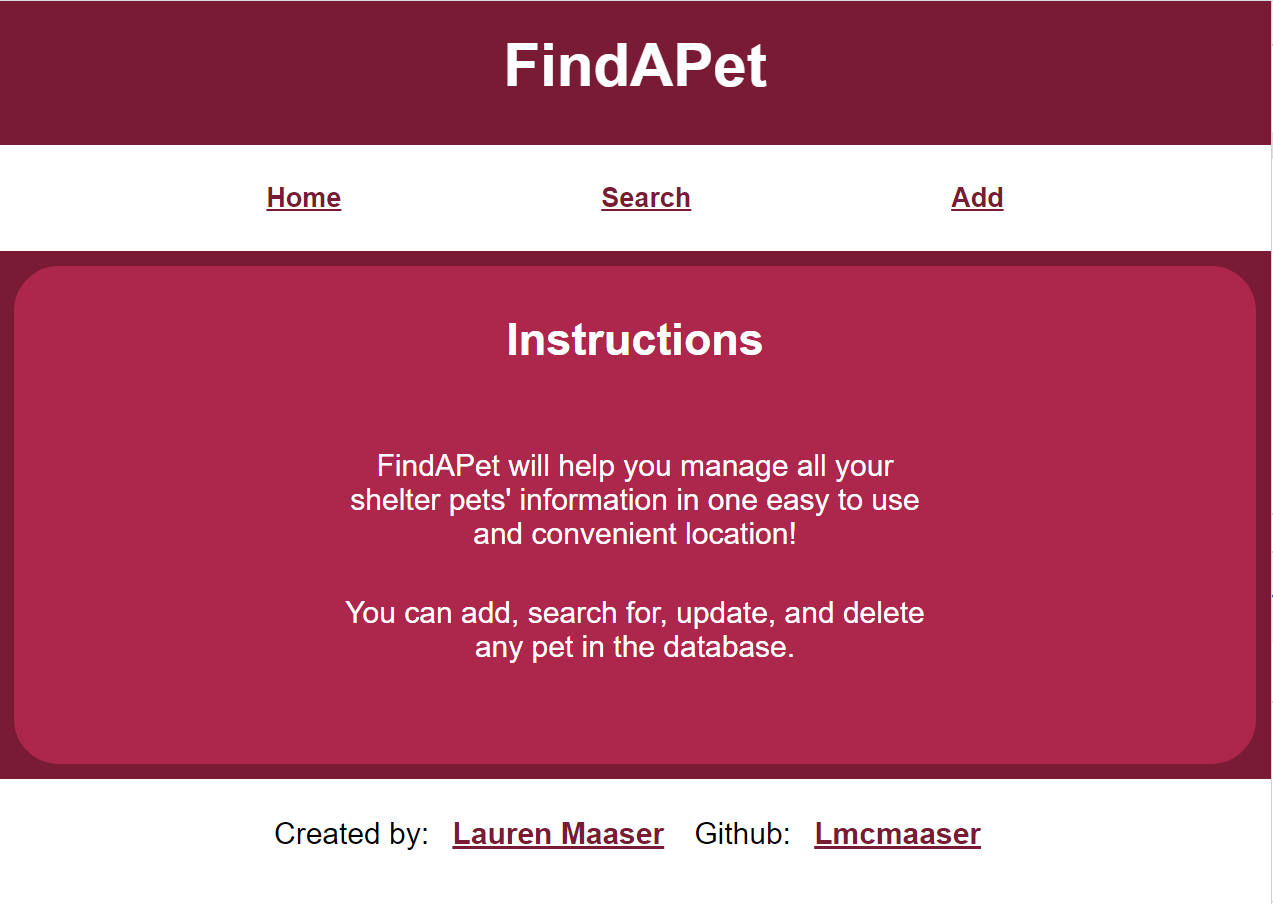 FindAPet
Home Search Add
Instructions
FindAPet will help you manage all your
shelter pets' information in one easy to use
and convenient location!
You can add, search for, update, and delete
any pet in the database.
Created by: Lauren Maaser Github: Lmcmaaser